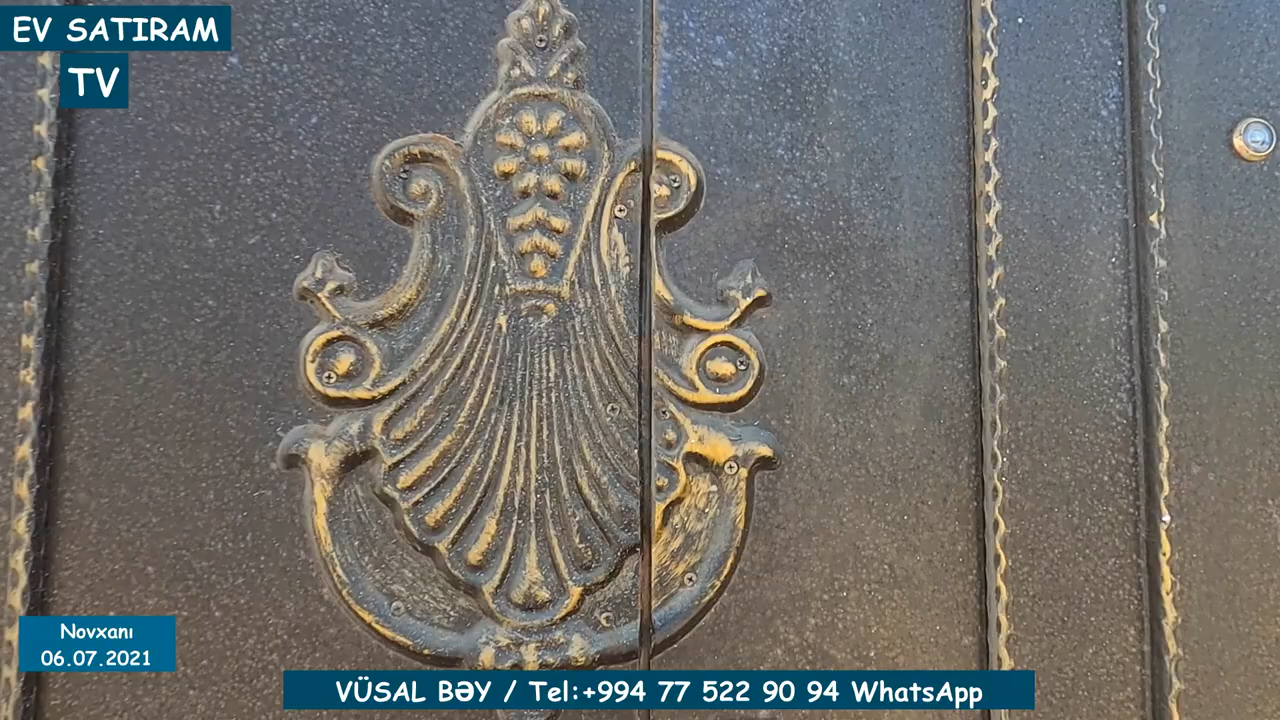 EV SATIRAM
TV
Novxanı
06.07.2021
VÜSAL BƏY / Tel:+994 77 522 90 94 WhatsApp